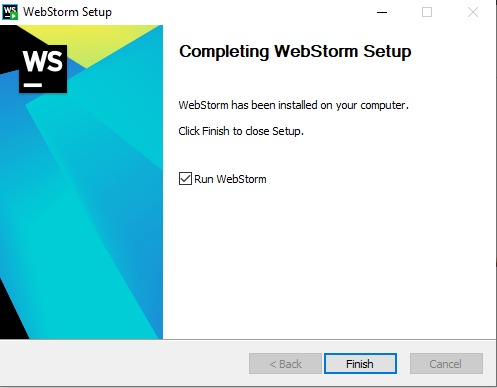 WS WebStorm Setup
WS
Completing WebStorm Setup
WebStorm has been installed on your computer.
Click Finish to close Setup.
Run WebStorm
< Back
Finish
Cancel